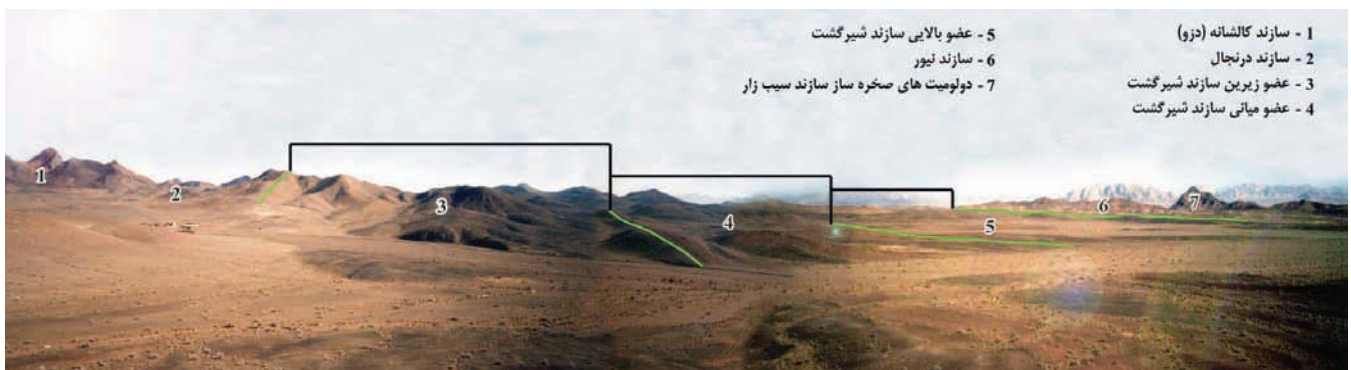 1 - سازند کالشانه (دزو)
2 - سازند درنجال
3 - عضو زیرین سازند شیرگشت
4 - عضو میانی سازند شیرگشت
5 - عضو بالایی سازند شیرگشت
6 - سازند نیور
7 - دولومیت های صخره ساز سازند سیب زار
1
2
3
4
5
6
7